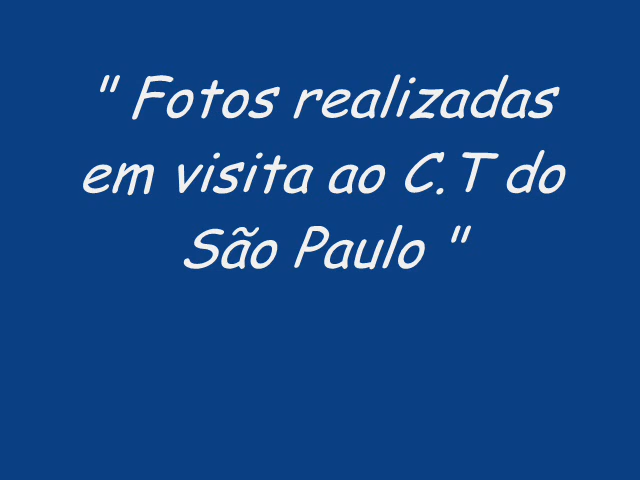 " Fotos realizadas
em visita ao C.T do
São Paulo "